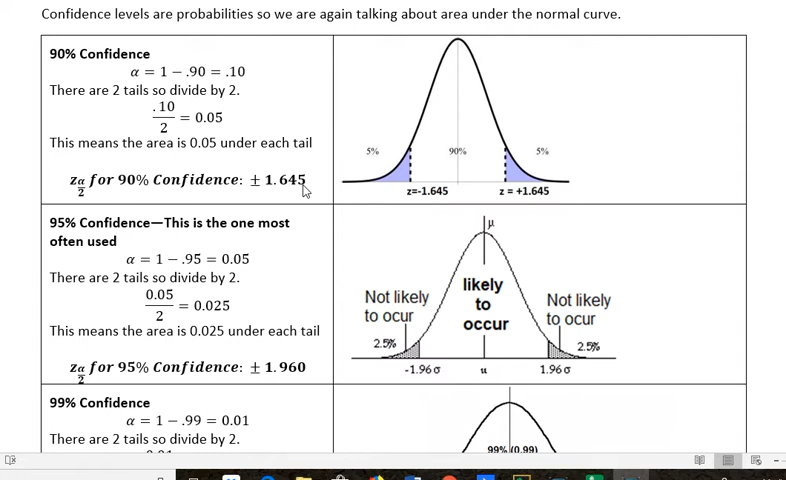 Confidence levels are probabilities so we are again talking about area under the normal curve.
90% Confidence
α = 1 − .90 = .10
There are 2 tails so divide by 2.
.10
2
= 0.05
This means the area is 0.05 under each tail
zα/2 for 90% Confidence: ± 1.645
5%
90%
5%
z=-1.645
z = +1.645
95% Confidence—This is the one most
often used
α = 1 − .95 = 0.05
There are 2 tails so divide by 2.
0.05
2
= 0.025
This means the area is 0.025 under each tail
zα/2 for 95% Confidence: ± 1.960
μ
Not likely
to ocur
likely
to
occur
Not likely
to ocur
2.5%
2.5%
-1.96σ
u
1.96σ
99% Confidence
α = 1 − .99 = 0.01
There are 2 tails so divide by 2.
99% (0.99)